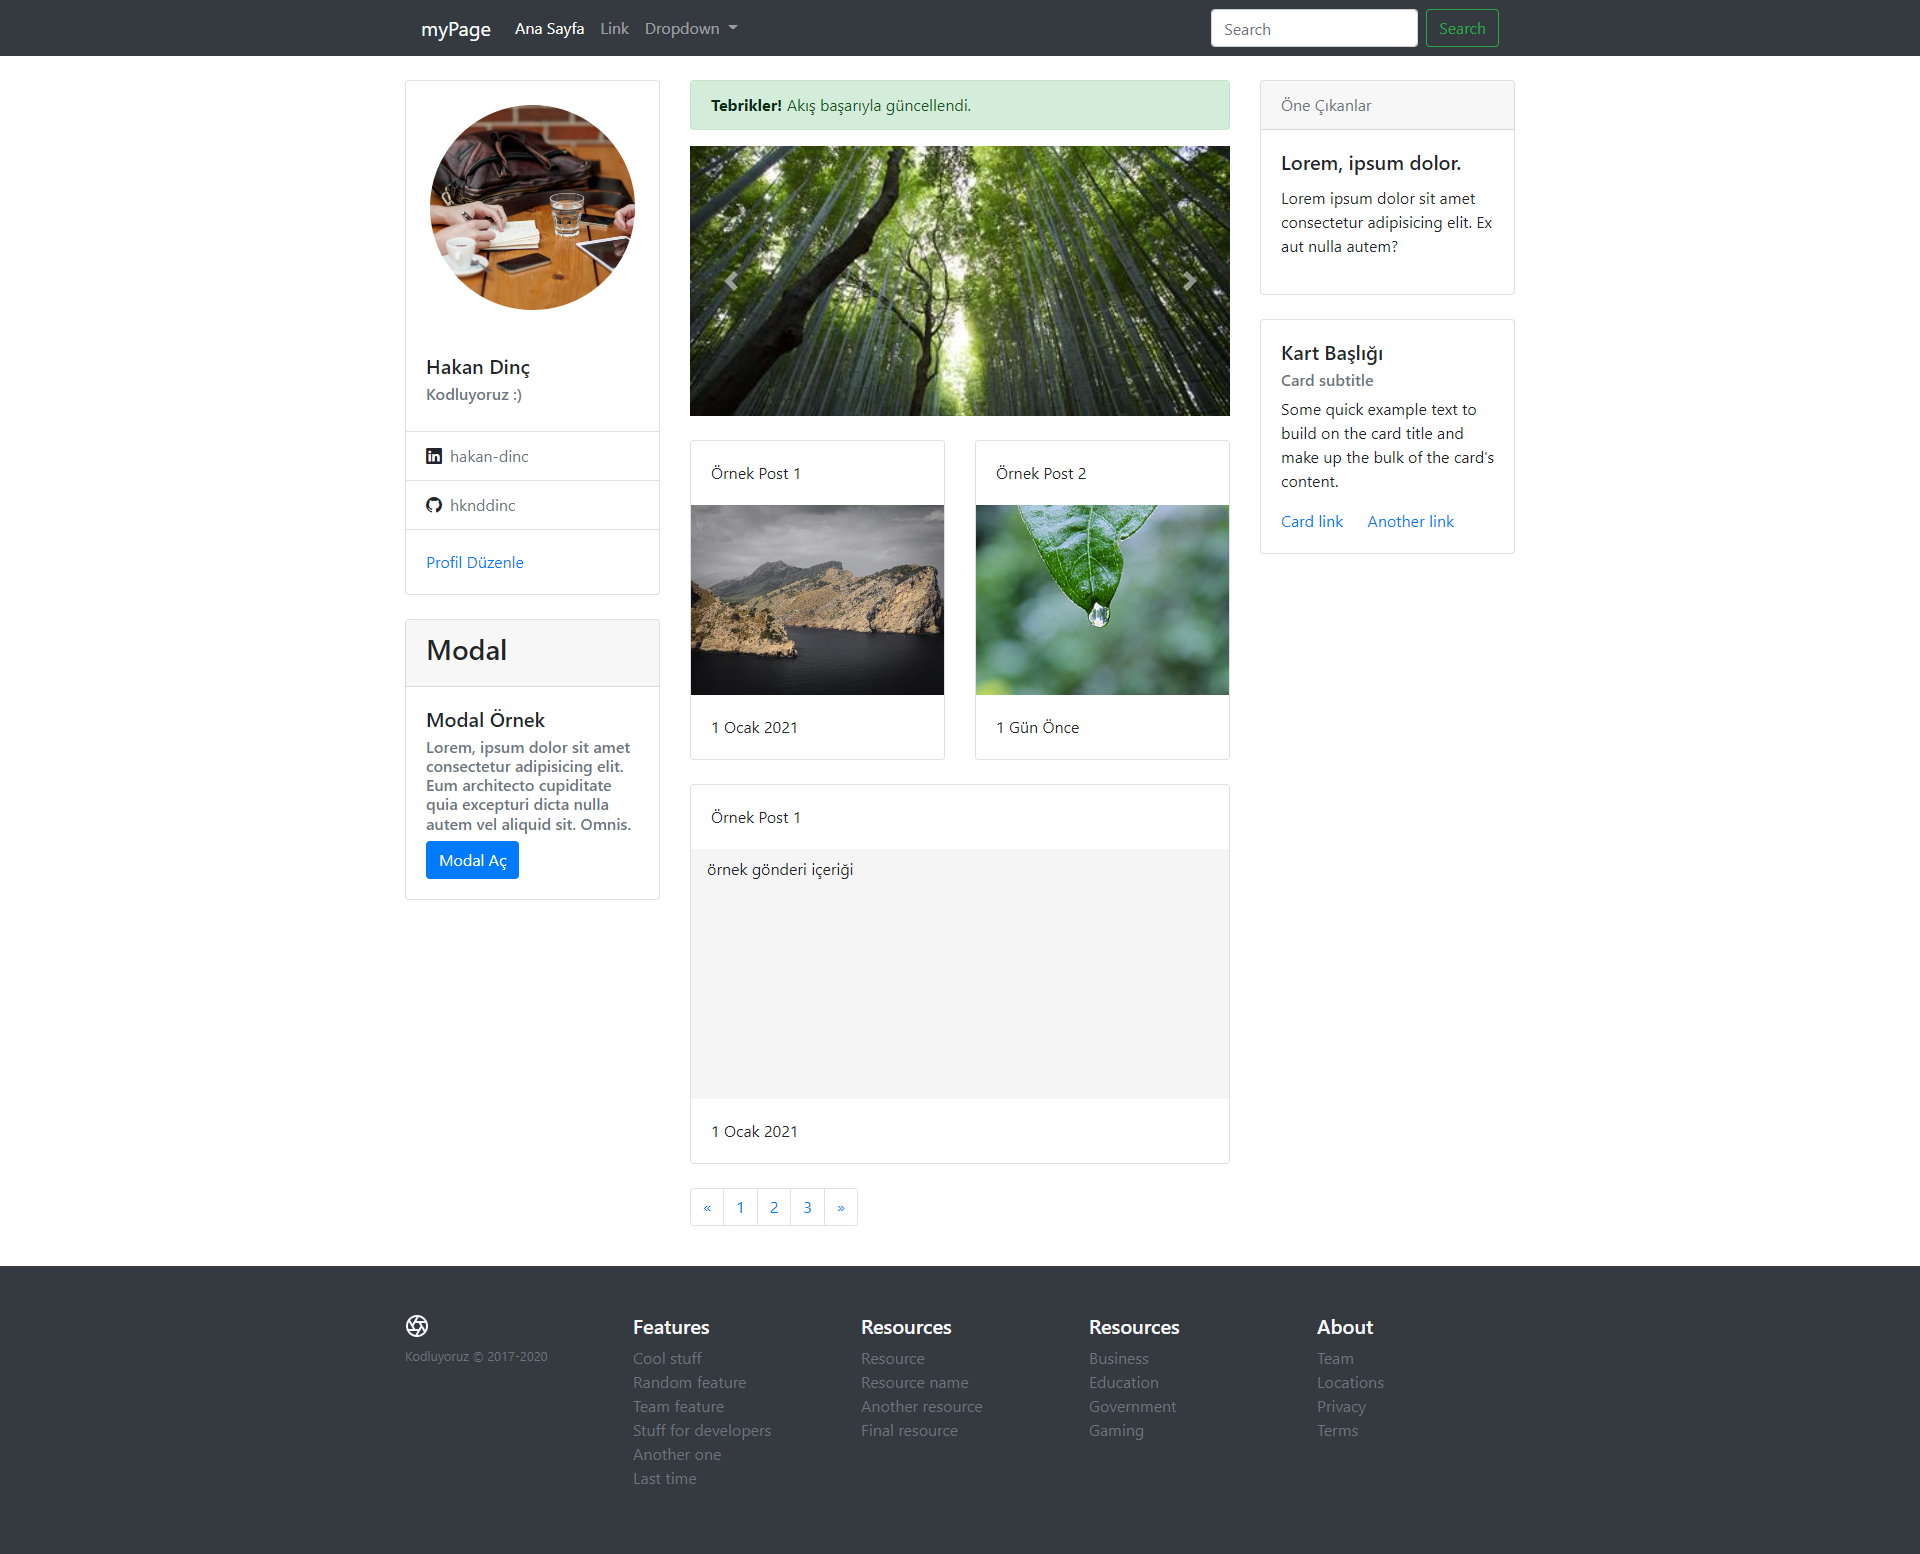 myPage Ana Sayfa Link Dropdown Search Search
Hakan Dinç
Kodluyoruz :)
hakan-dinc
hknddinc
Profil Düzenle
Modal
Modal Örnek
Lorem, ipsum dolor sit amet
consectetur adipisicing elit.
Eum architecto cupiditate
quia excepturi dicta nulla
autem vel aliquid sit. Omnis.
Modal Aç
Tebrikler! Akış başarıyla güncellendi.
Örnek Post 1
1 Ocak 2021
Örnek Post 2
1 Gün Önce
Örnek Post 1
örnek gönderi içeriği
1 Ocak 2021
« 1 2 3 »
Öne Çıkanlar
Lorem, ipsum dolor.
Lorem ipsum dolor sit amet
consectetur adipisicing elit. Ex
aut nulla autem?
Kart Başlığı
Card subtitle
Some quick example text to
build on the card title and
make up the bulk of the card's
content.
Card link Another link
Kodluyoruz © 2017-2020
Features
Cool stuff
Random feature
Team feature
Stuff for developers
Another one
Last time
Resources
Resource
Resource name
Another resource
Final resource
Resources
Business
Education
Government
Gaming
About
Team
Locations
Privacy
Terms